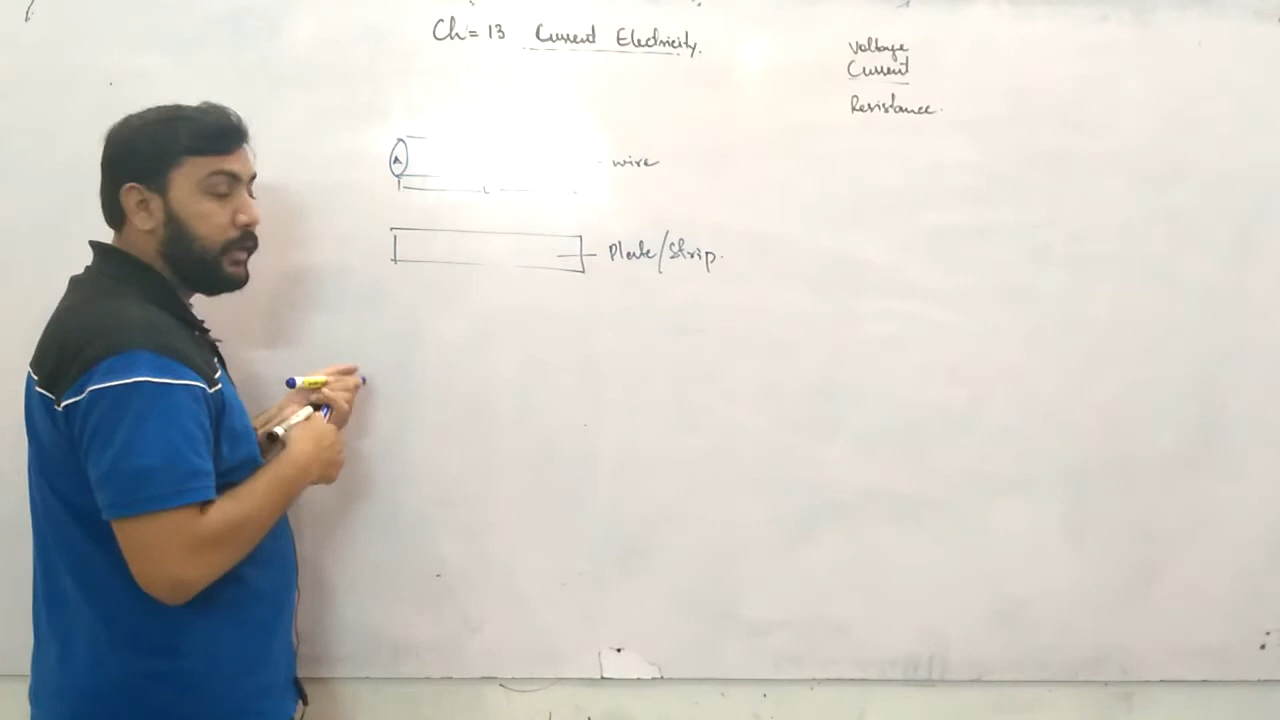 Ch = 13 Current Electricity.
Voltage
Current
Resistance.
A
wire
L
Plate/Strip.